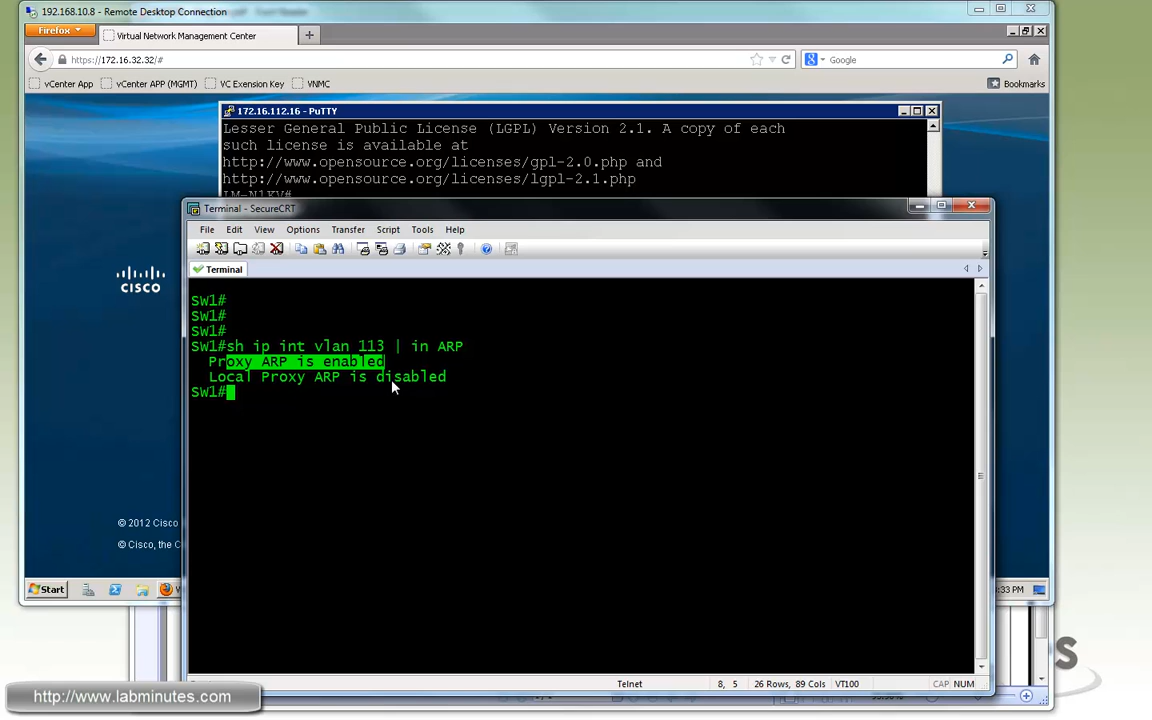 192.168.10.8 - Remote Desktop Connection
Firefox
Virtual Network Management Center
https://172.16.32.32/#
Google
vCenter App
vCenter APP (MGMT)
VC Exension Key
VNMC
Bookmarks
172.16.112.16 - PuTTY
Lesser General Public License (LGPL) Version 2.1. A copy of each
such license is available at
http://www.opensource.org/licenses/gpl-2.0.php and
http://www.opensource.org/licenses/lgpl-2.1.php
Terminal - SecureCRT
File Edit View Options Transfer Script Tools Help
Terminal
SW1#
SW1#
SW1#
SW1#sh ip int vlan 113 | in ARP
Proxy ARP is enabled
Local Proxy ARP is disabled
SW1#
CISCO
© 2012 Cisco
© Cisco, the
Start
:33 PM
Telnet
8, 5
26 Rows, 89 Cols
VT100
CAP NUM
S
http://www.labminutes.com